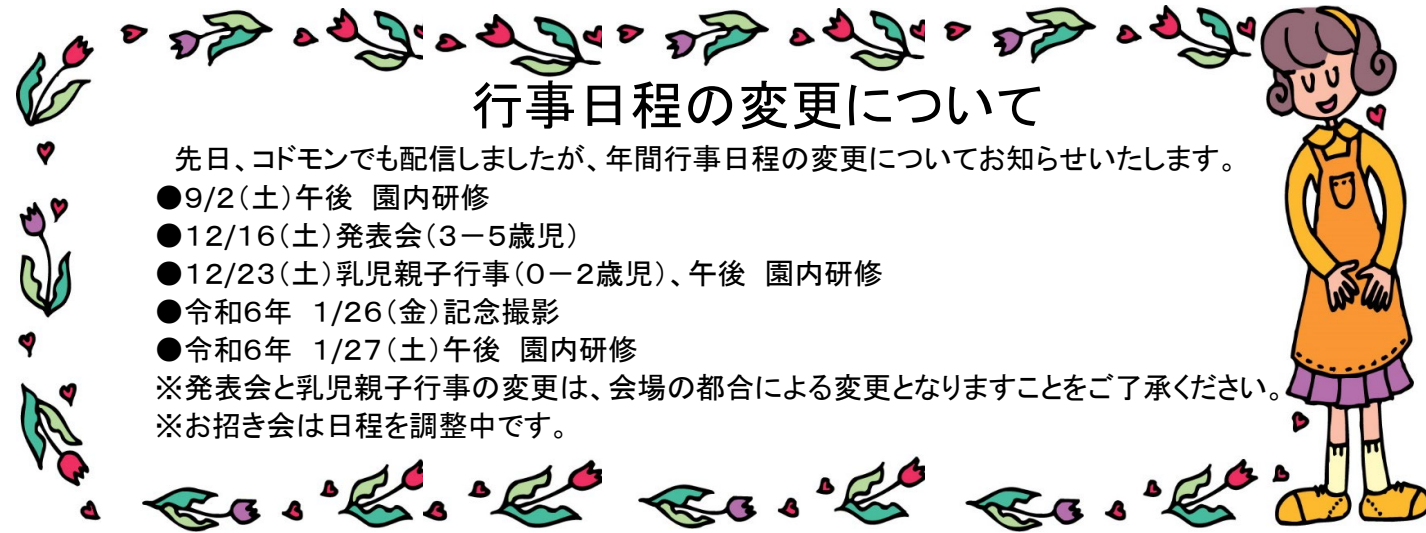 行事日程の変更について
先日、コドモンでも配信しましたが、年間行事日程の変更についてお知らせいたします。
●9/2(土)午後　園内研修
●12/16(土)発表会(3－5歳児)
●12/23(土)乳児親子行事(0－2歳児)、午後　園内研修
●令和6年　1/26(金)記念撮影
●令和6年　1/27(土)午後　園内研修
※発表会と乳児親子行事の変更は、会場の都合による変更となりますことをご了承ください。
※お招き会は日程を調整中です。